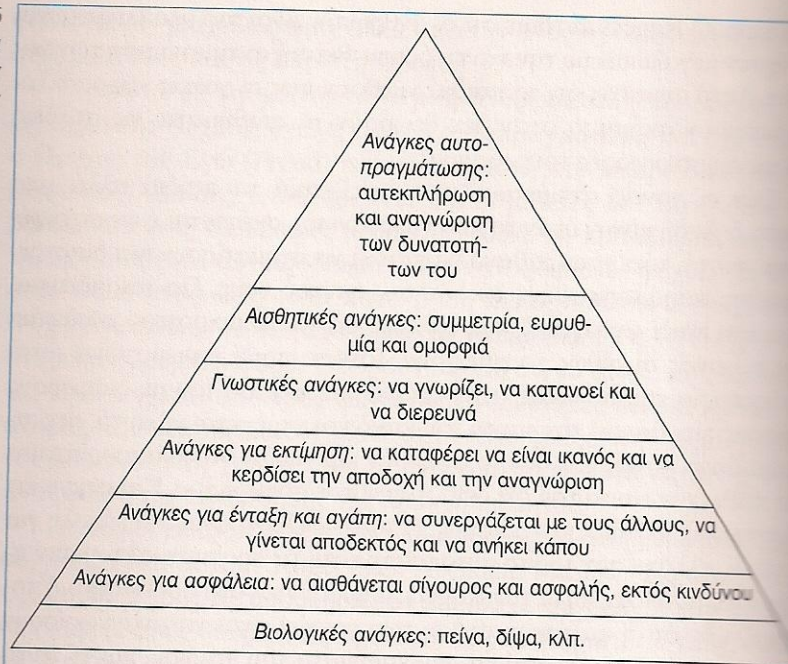 Ανάγκες αυτο-
πραγμάτωσης:
αυτεκπλήρωση
και αναγνώριση
των δυνατοτή-
των του
Αισθητικές ανάγκες: συμμετρία, ευρυθ-
μία και ομορφιά
Γνωστικές ανάγκες: να γνωρίζει, να κατανοεί και
να διερευνά
Ανάγκες για εκτίμηση: να καταφέρει να είναι ικανός και να
κερδίσει την αποδοχή και την αναγνώριση
Ανάγκες για ένταξη και αγάπη: να συνεργάζεται με τους άλλους, να
γίνεται αποδεκτός και να ανήκει κάπου
Ανάγκες για ασφάλεια: να αισθάνεται σίγουρος και ασφαλής, εκτός κινδύνου
Βιολογικές ανάγκες: πείνα, δίψα, κλπ.